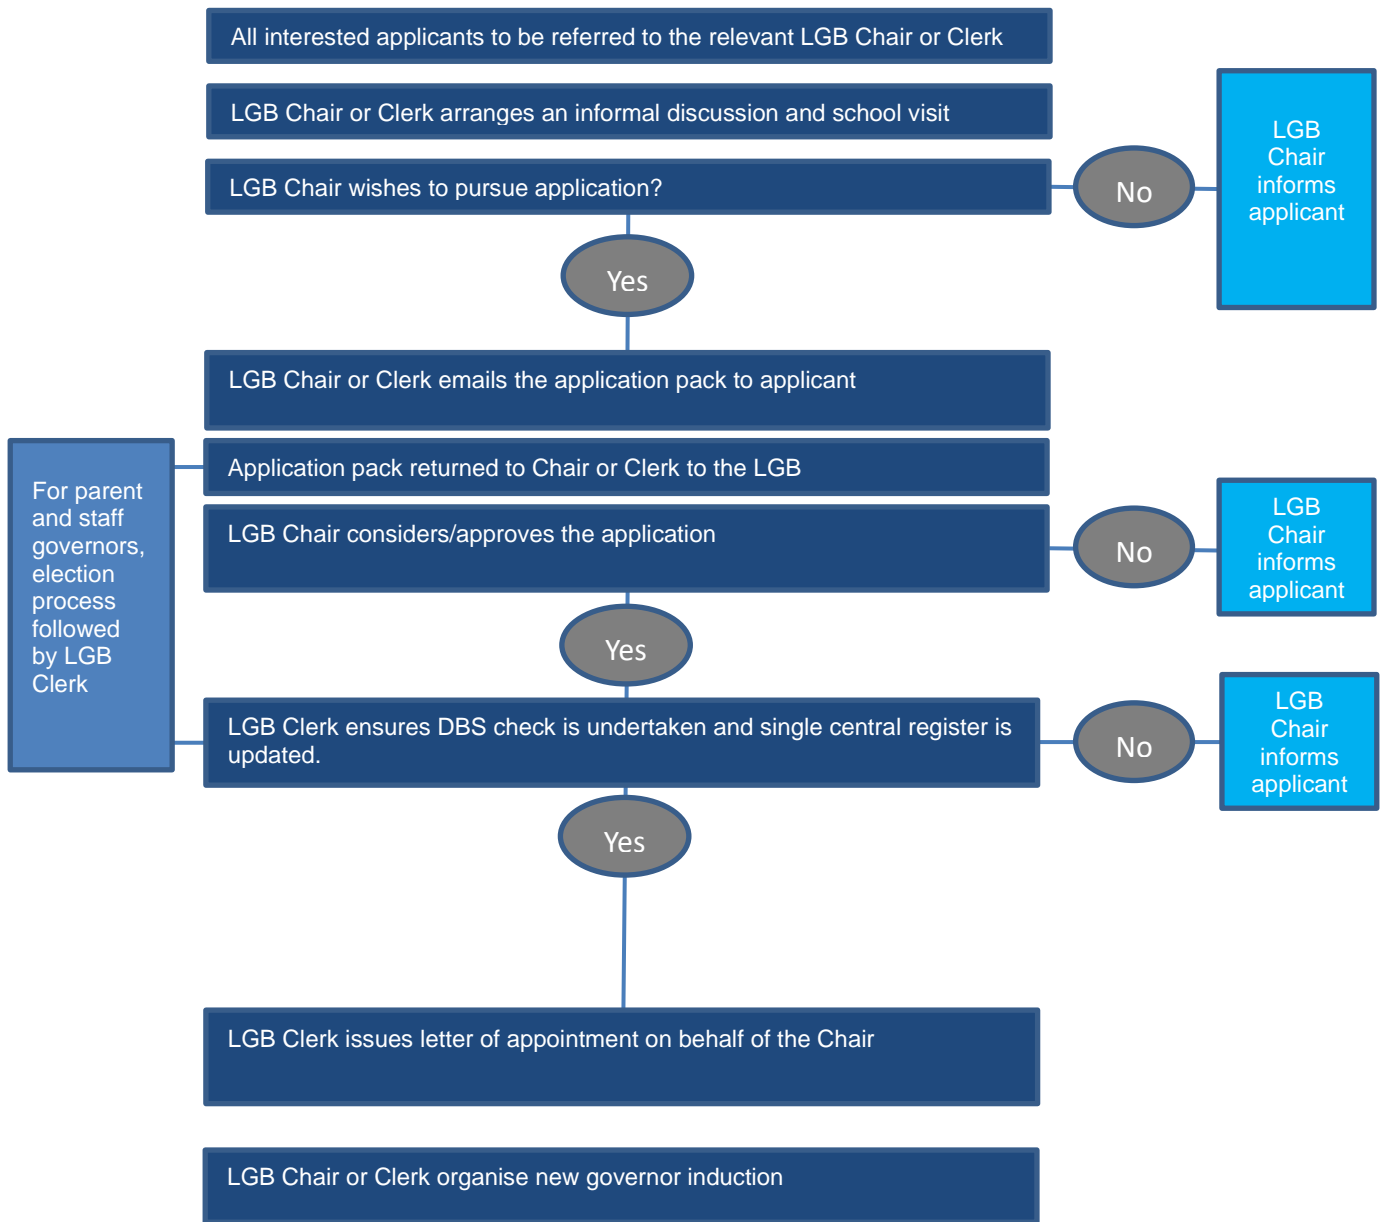 All interested applicants to be referred to the relevant LGB Chair or Clerk
LGB Chair or Clerk arranges an informal discussion and school visit
LGB Chair wishes to pursue application?
No
LGB
Chair
informs
applicant
Yes
LGB Chair or Clerk emails the application pack to applicant
For parent
and staff
governors,
election
process
followed
by LGB
Clerk
Application pack returned to Chair or Clerk to the LGB
LGB Chair considers/approves the application
No
LGB
Chair
informs
applicant
Yes
LGB Clerk ensures DBS check is undertaken and single central register is
updated.
No
LGB
Chair
informs
applicant
Yes
LGB Clerk issues letter of appointment on behalf of the Chair
LGB Chair or Clerk organise new governor induction